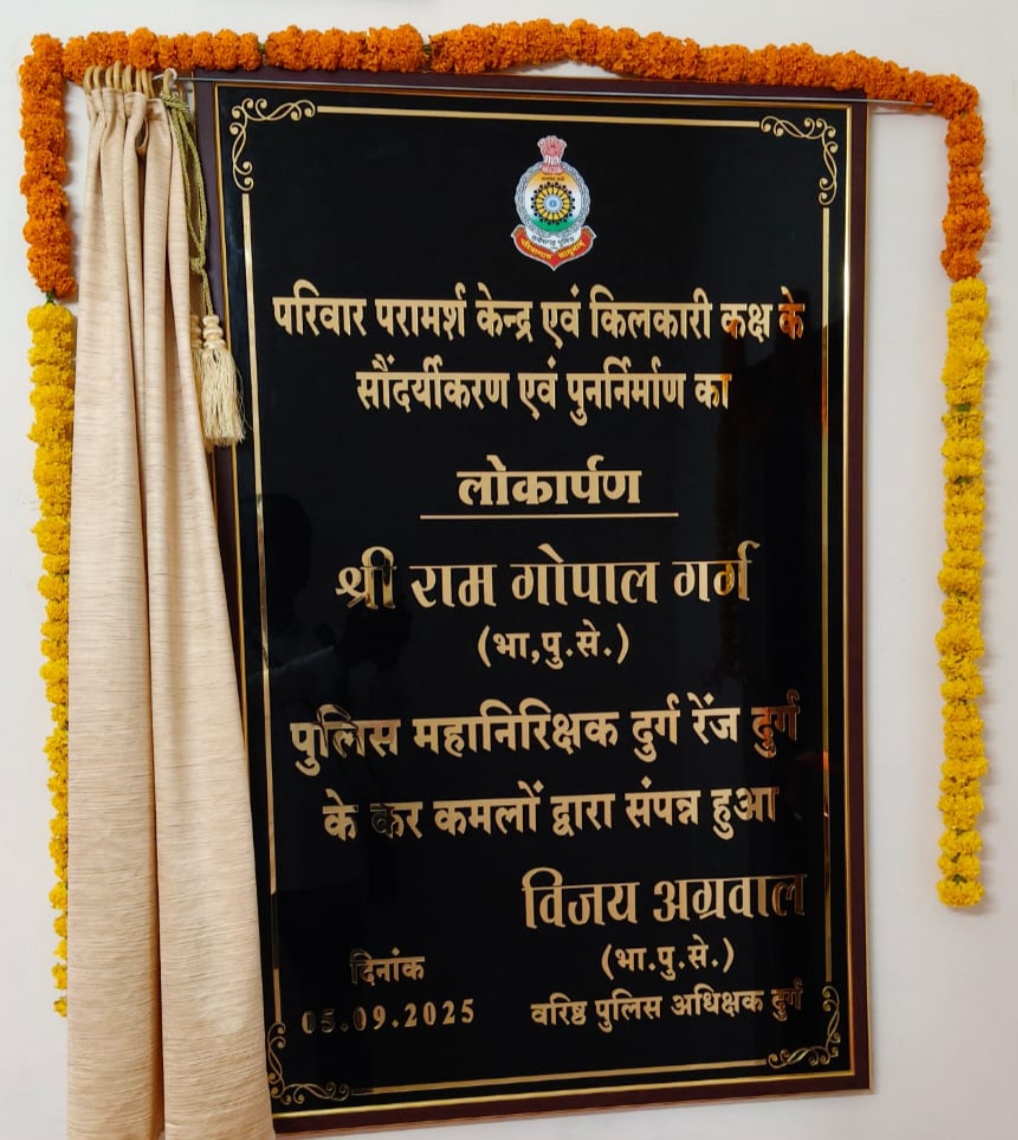 परिवार परामर्श केन्द्र एवं किलकारी कक्ष के
सौंदर्यीकरण एवं पुनर्निर्माण का
लोकार्पण
श्री राम गोपाल गर्ग
(भा,पु.से.)
पुलिस महानिरिक्षक दुर्ग रेंज दुर्ग
के कर कमलों द्वारा संपन्न हुआ
विजय अग्रवाल
(भा.पु.से.)
वरिष्ठ पुलिस अधिक्षक दुर्ग
दिनांक
05.09.2025